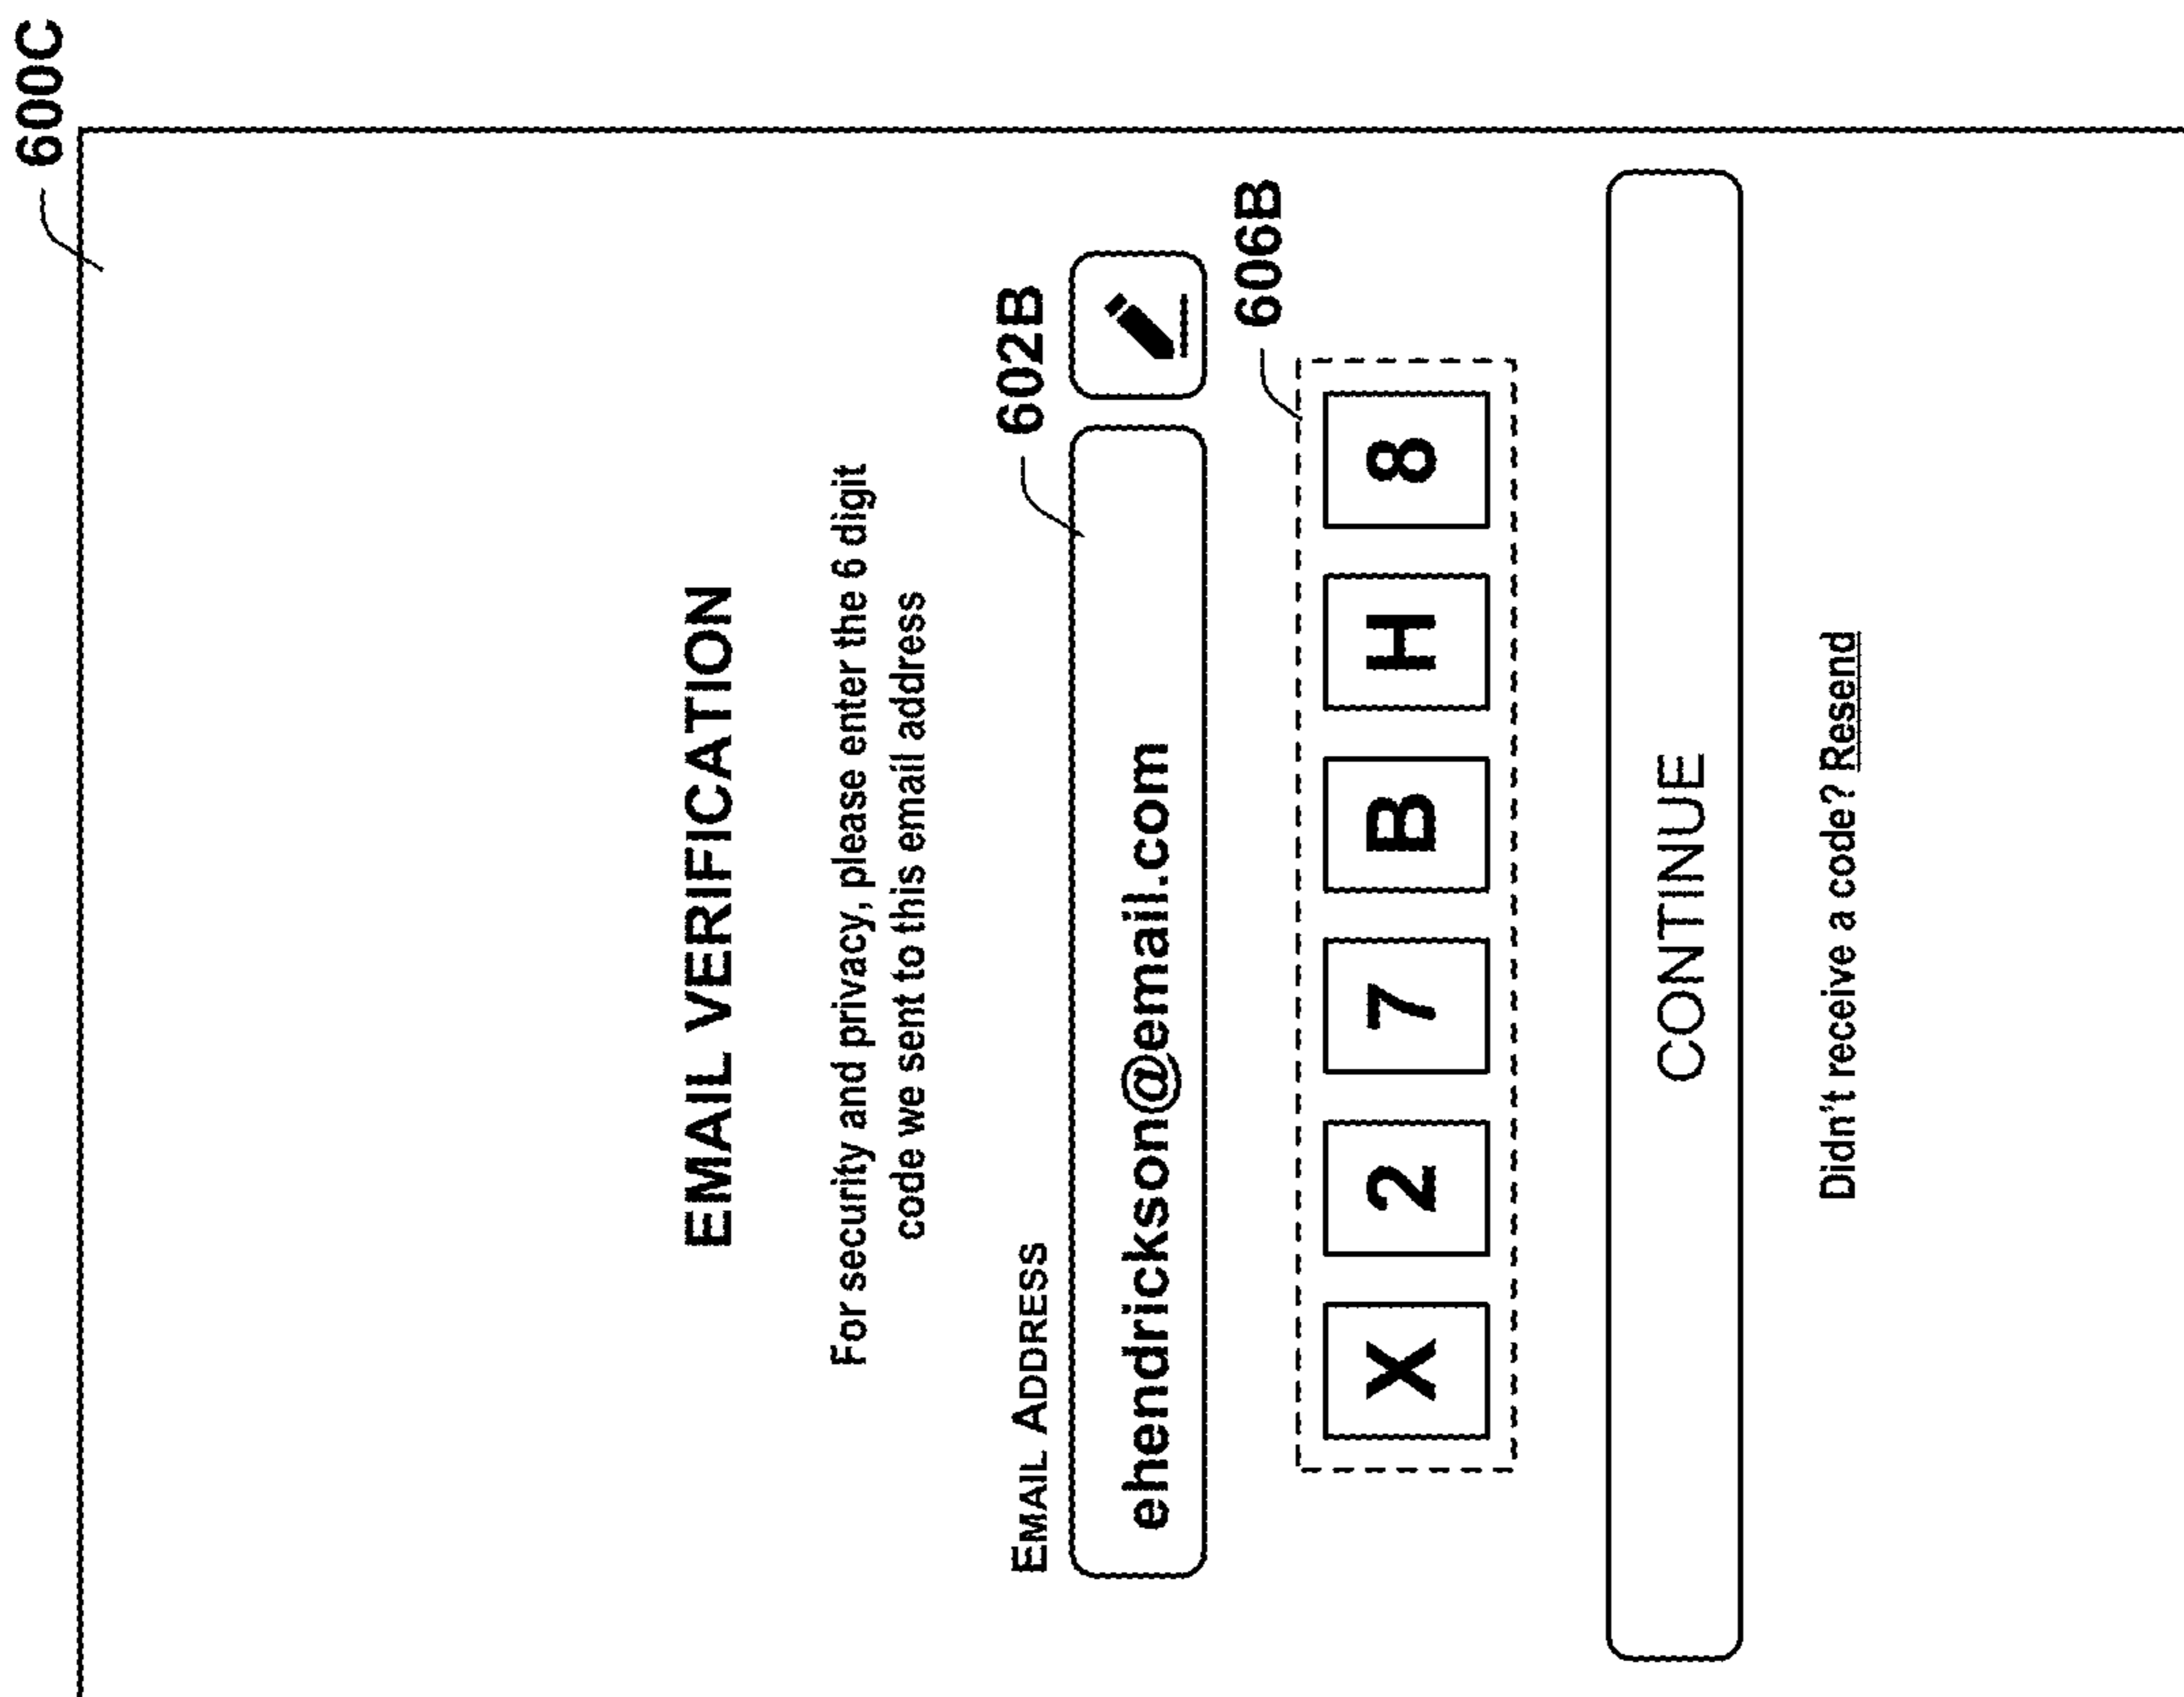 600C
EMAIL VERIFICATION
For security and privacy, please enter the 6 digit
code we sent to this email address
EMAIL ADDRESS
602B
ehendrickson@email.com
606B
X 2 7 B H 8
CONTINUE
Didn't receive a code? Resend